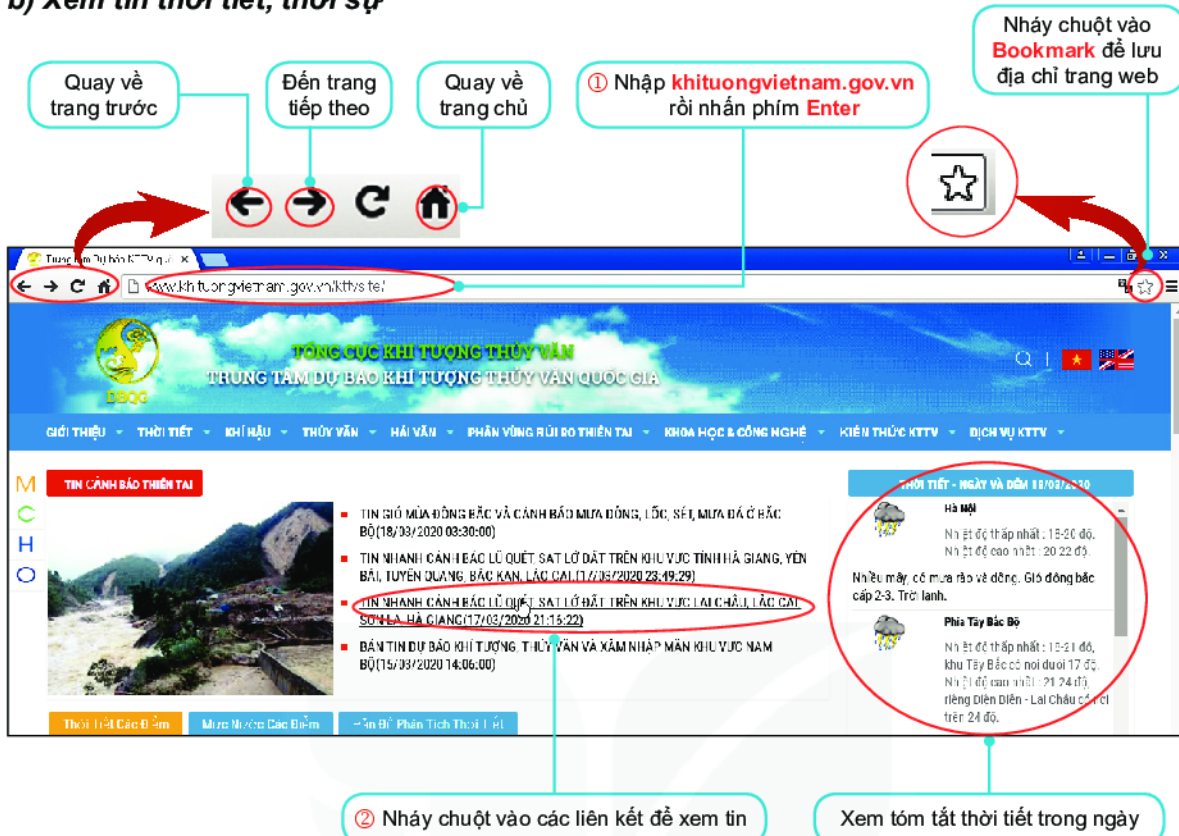 b) Xem tin thời tiết, thời sự
Nháy chuột vào
Bookmark để lưu
địa chỉ trang web
Quay về
trang trước
Đến trang
tiếp theo
Quay về
trang chủ
① Nhập khituongvietnam.gov.vn
rồi nhấn phím Enter
www.khituongvietnam.gov.vn/kttvsite/
TỔNG CỤC KHÍ TƯỢNG THỦY VĂN
TRUNG TÂM DỰ BÁO KHÍ TƯỢNG THỦY VĂN QUỐC GIA
DBQG
GIỚI THIỆU THỜI TIẾT KHÍ HẬU THỦY VĂN HẢI VĂN PHÂN VÙNG RỦI RO THIÊN TAI KHOA HỌC & CÔNG NGHỆ KIẾN THỨC KTTV DỊCH VỤ KTTV
M
C
H
O
TIN CẢNH BÁO THIÊN TAI
TIN GIÓ MÙA ĐÔNG BẮC VÀ CẢNH BÁO MƯA DÔNG, LỐC, SÉT, MƯA ĐÁ Ở BẮC
BỘ(18/03/2020 03:30:00)
TIN NHANH CẢNH BÁO LŨ QUÉT, SẠT LỞ ĐẤT TRÊN KHU VỰC TỈNH HÀ GIANG, YÊN
BÁI, TUYÊN QUANG, BẮC KẠN, LÀO CAI.(17/03/2020 23:49:29)
TIN NHANH CẢNH BÁO LŨ QUÉT, SẠT LỞ ĐẤT TRÊN KHU VỰC LAI CHÂU, LÀO CAI,
SƠN LA, HÀ GIANG(17/03/2020 21:16:22)
BẢN TIN DỰ BÁO KHÍ TƯỢNG, THỦY VĂN VÀ XÂM NHẬP MẶN KHU VỰC NAM
BỘ(15/03/2020 14:06:00)
THỜI TIẾT - NGÀY VÀ ĐÊM 18/03/2020
Hà Nội
Nhiệt độ thấp nhất : 18-20 độ.
Nhiệt độ cao nhất : 20-22 độ.
Nhiều mây, có mưa rào và dông. Gió đông bắc
cấp 2-3. Trời lạnh.
Phía Tây Bắc Bộ
Nhiệt độ thấp nhất : 18-21 độ,
khu Tây Bắc có nơi dưới 17 độ.
Nhiệt độ cao nhất : 21-24 độ,
riêng Điện Biên - Lai Châu có nơi
trên 24 độ.
Thời Tiết Các Điểm Mực Nước Các Điểm Bản Đồ Phân Tích Thời Tiết
② Nháy chuột vào các liên kết để xem tin
Xem tóm tắt thời tiết trong ngày